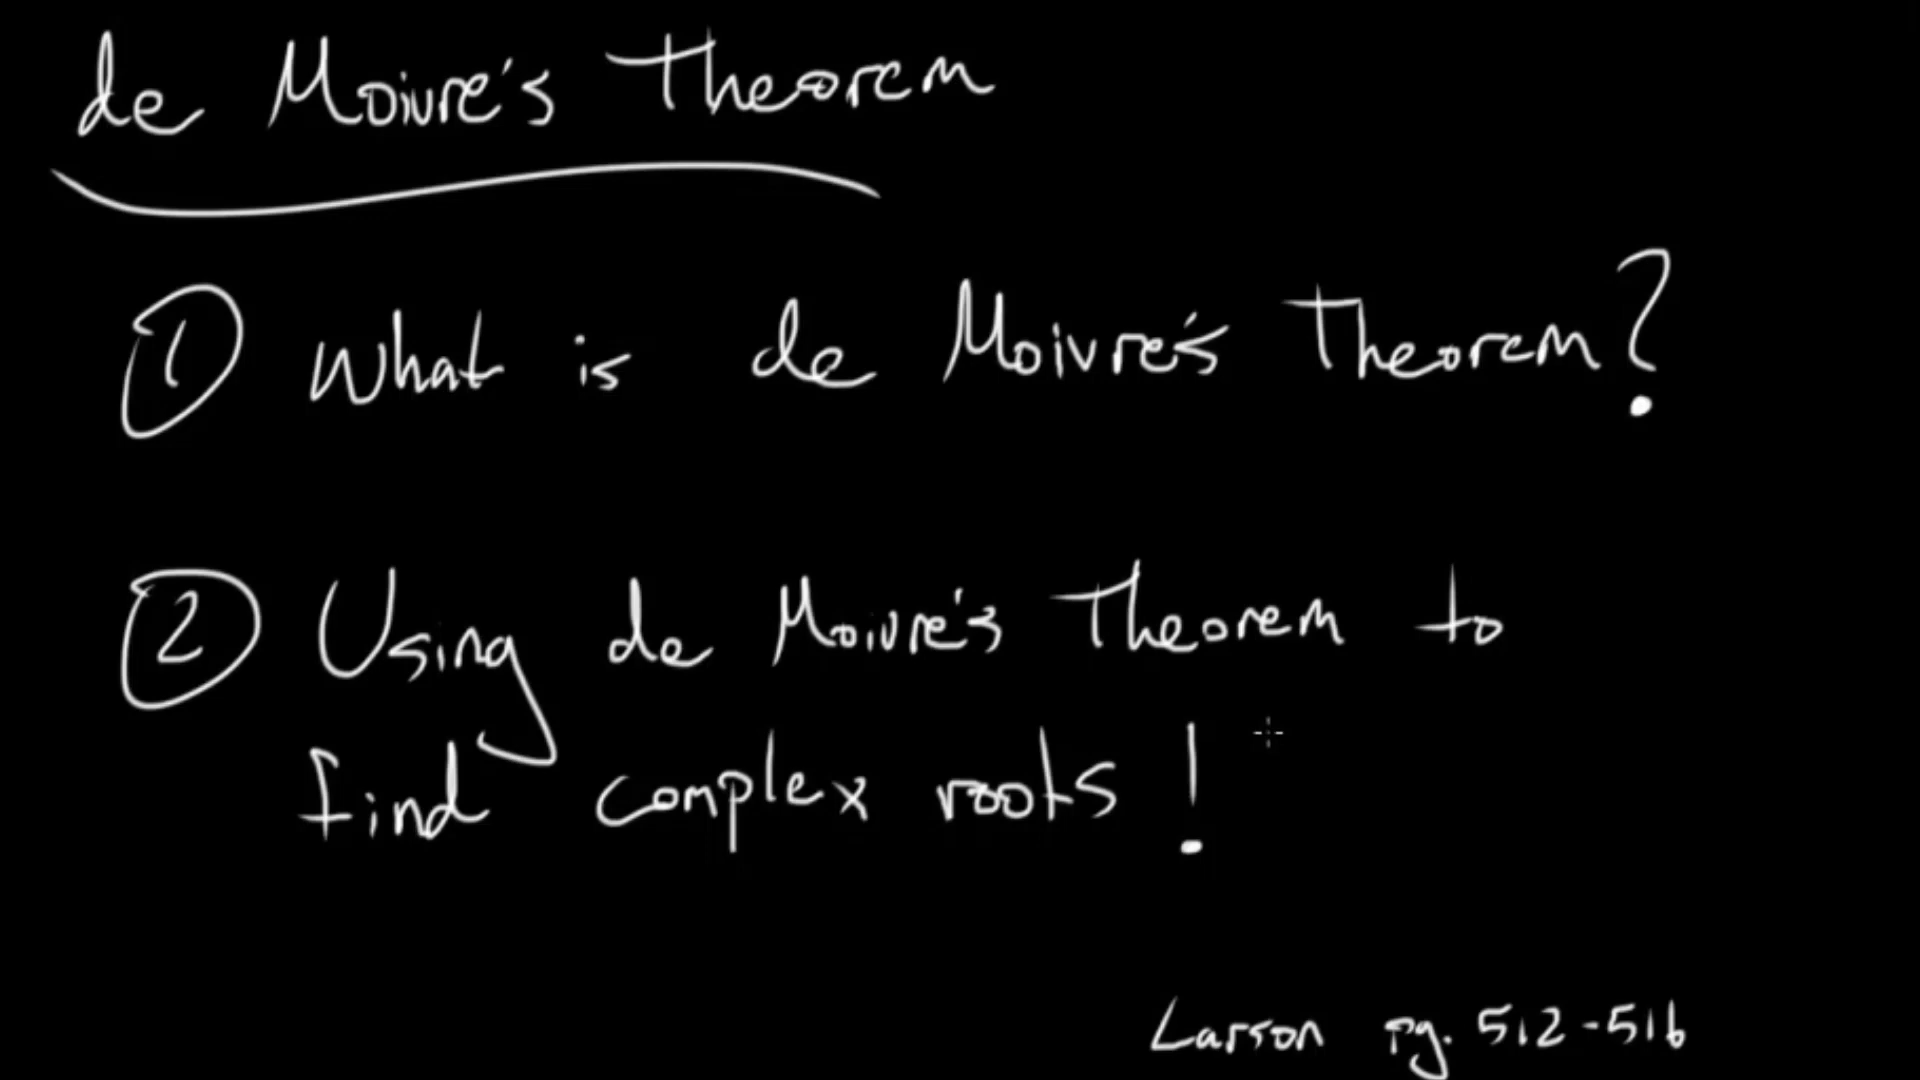 de Moivre's Theorem
① What is de Moivre's Theorem?
② Using de Moivre's Theorem to
find complex roots!
Larson pg. 512-516